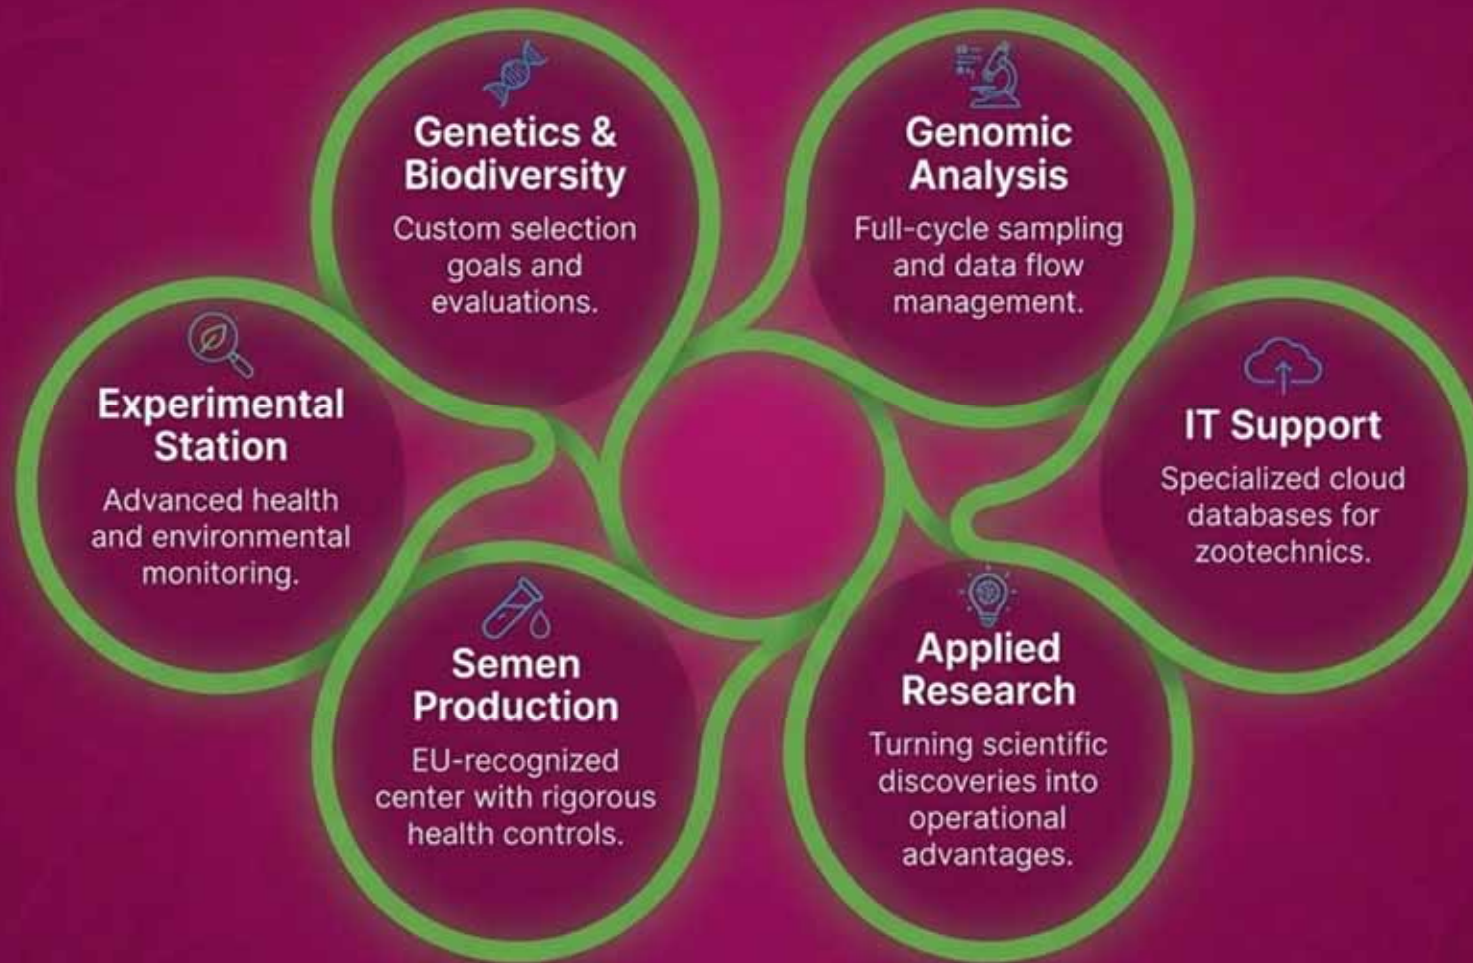 Genetics &
Biodiversity
Custom selection
goals and
evaluations.
Genomic
Analysis
Full-cycle sampling
and data flow
management.
Experimental
Station
Advanced health
and environmental
monitoring.
IT Support
Specialized cloud
databases for
zootechnics.
Semen
Production
EU-recognized
center with rigorous
health controls.
Applied
Research
Turning scientific
discoveries into
operational
advantages.